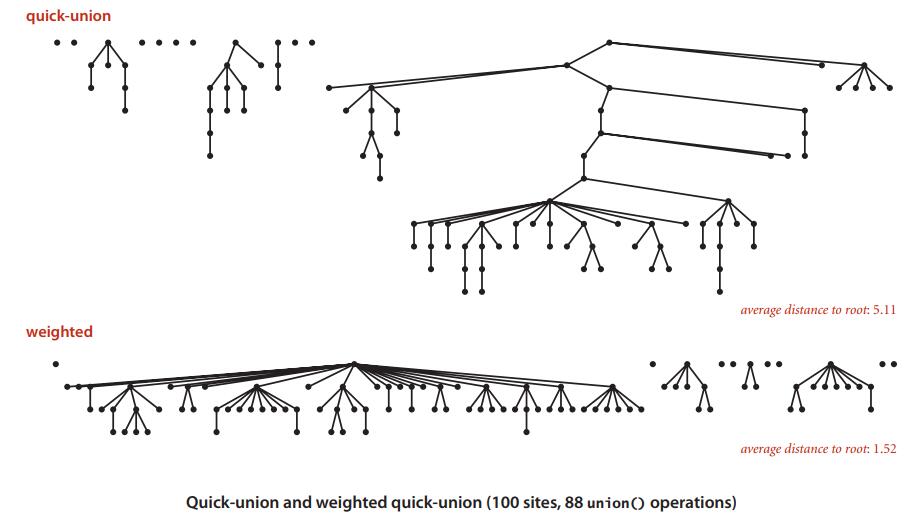 quick-union
average distance to root: 5.11
weighted
average distance to root: 1.52
Quick-union and weighted quick-union (100 sites, 88 union() operations)